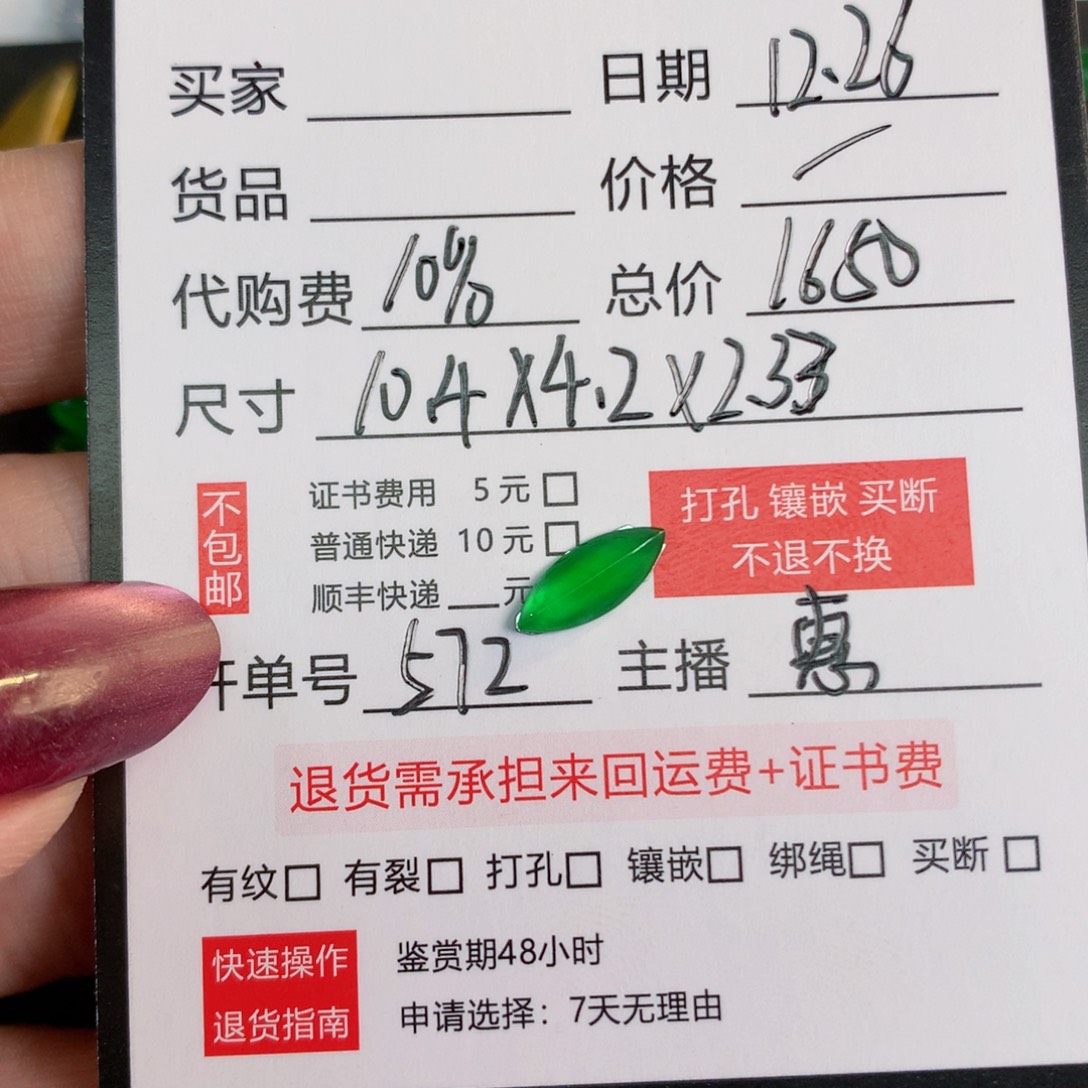 买家 日期 12.26
货品 价格 /
代购费 10% 总价 1650
尺寸 10.4X4.2X2.33
不包邮
证书费用 5元 □
普通快递 10元 □
顺丰快递 ___元
打孔 镶嵌 买断
不退不换
开单号 572 主播 惠
退货需承担来回运费+证书费
有纹□ 有裂□ 打孔□ 镶嵌□ 绑绳□ 买断□
快速操作
退货指南
鉴赏期48小时
申请选择：7天无理由